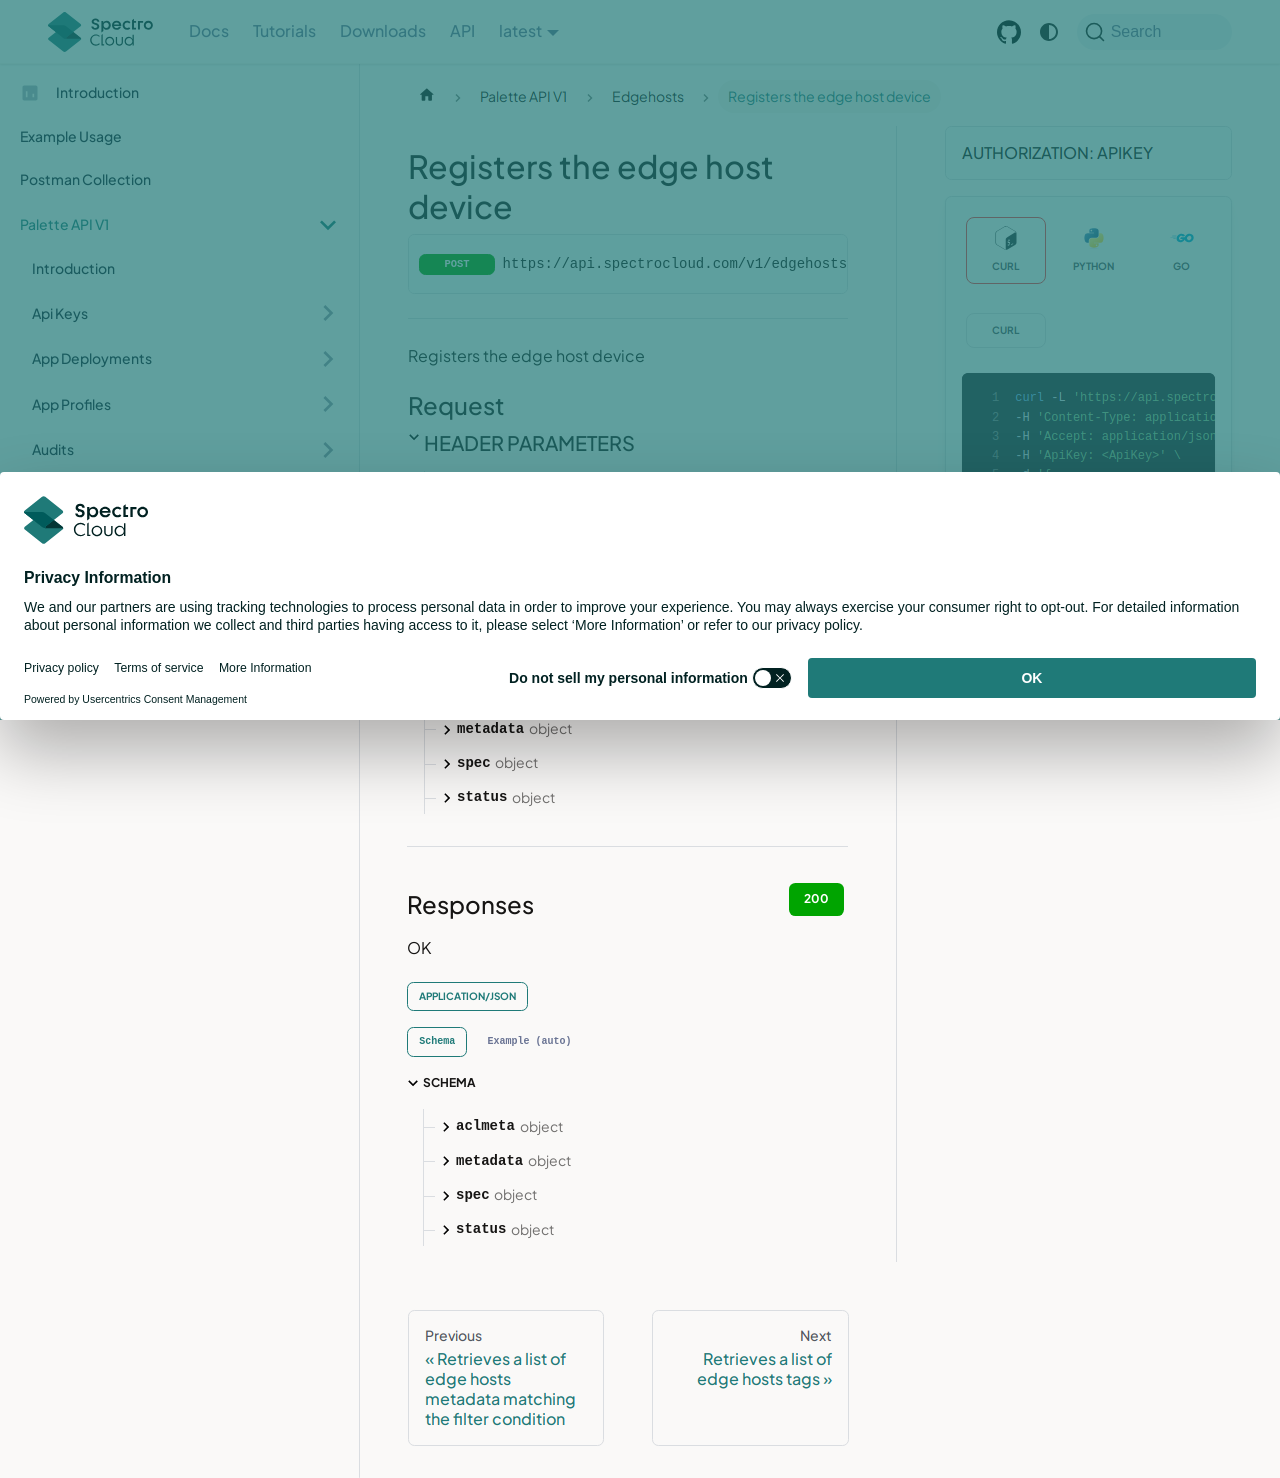 Spectro Cloud
Docs
Tutorials
Downloads
API
latest
Search
Introduction
Example Usage
Postman Collection
Palette API V1
Introduction
Api Keys
App Deployments
App Profiles
Audits
Palette API V1
Edgehosts
Registers the edge host device
Registers the edge host
device
POST
https://api.spectrocloud.com/v1/edgehosts
Registers the edge host device
Request
HEADER PARAMETERS
AUTHORIZATION: APIKEY
CURL
PYTHON
GO
CURL
1 curl -L 'https://api.spectro
2 -H 'Content-Type: applicatio
3 -H 'Accept: application/json
4 -H 'ApiKey: <ApiKey>' \
Spectro
Cloud
Privacy Information
We and our partners are using tracking technologies to process personal data in order to improve your experience. You may always exercise your consumer right to opt-out. For detailed information
about personal information we collect and third parties having access to it, please select ‘More Information’ or refer to our privacy policy.
Privacy policy
Terms of service
More Information
Powered by Usercentrics Consent Management
Do not sell my personal information
OK
metadata object
spec object
status object
Responses
200
OK
APPLICATION/JSON
Schema
Example (auto)
SCHEMA
aclmeta object
metadata object
spec object
status object
Previous
« Retrieves a list of
edge hosts
metadata matching
the filter condition
Next
Retrieves a list of
edge hosts tags »